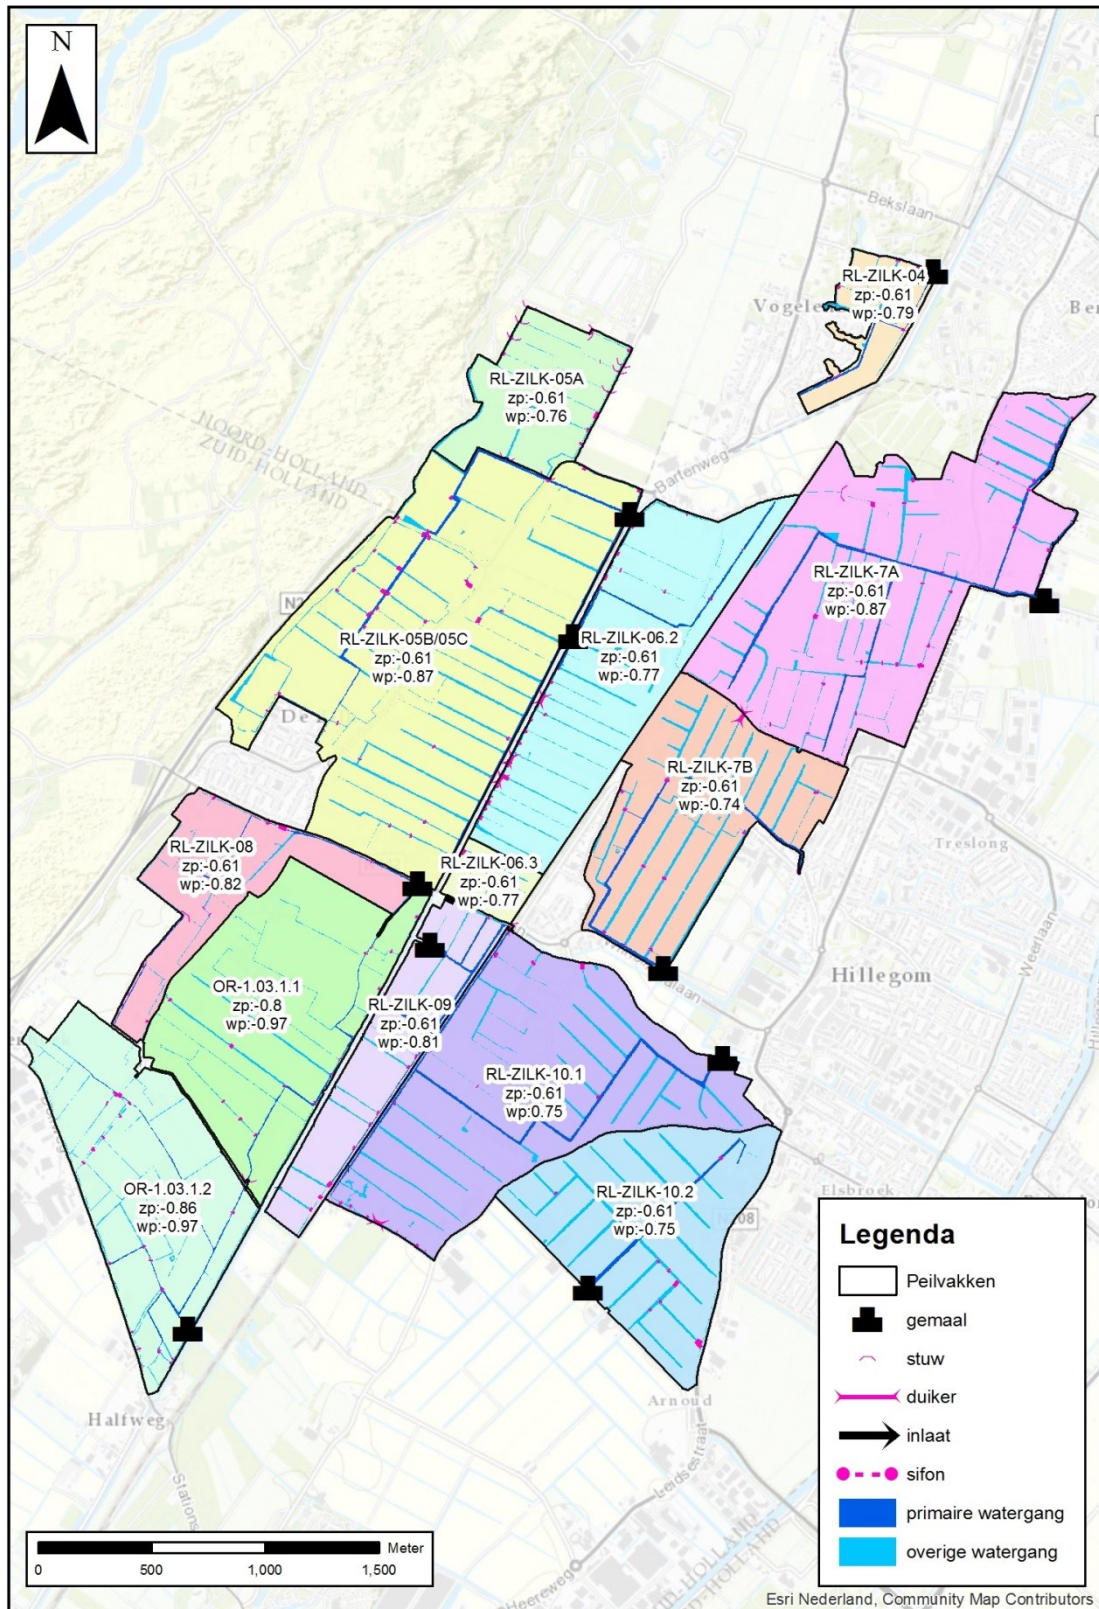 N
Bekslaan
RL-ZILK-04
zp:-0.61
wp:-0.79
RL-ZILK-05A
zp:-0.61
wp:-0.76
NOORD-HOLLAND
ZUID-HOLLAND
Bartenweg
RL-ZILK-7A
zp:-0.61
wp:-0.87
RL-ZILK-05B/05C
zp:-0.61
wp:-0.87
RL-ZILK-06.2
zp:-0.61
wp:-0.77
RL-ZILK-7B
zp:-0.61
wp:-0.74
Treslong
RL-ZILK-08
zp:-0.61
wp:-0.82
RL-ZILK-06.3
zp:-0.61
wp:-0.77
Weerlaan
Hillegom
OR-1.03.1.1
zp:-0.8
wp:-0.97
RL-ZILK-09
zp:-0.61
wp:-0.81
RL-ZILK-10.1
zp:-0.61
wp:0.75
OR-1.03.1.2
zp:-0.86
wp:-0.97
RL-ZILK-10.2
zp:-0.61
wp:-0.75
Elsbroek
Arnoud
Halfweg
Leidsestraat
Heereweg
Legenda
Peilvakken
gemaal
stuw
duiker
inlaat
sifon
primaire watergang
overige watergang
Meter
0 500 1,000 1,500
Esri Nederland, Community Map Contributors